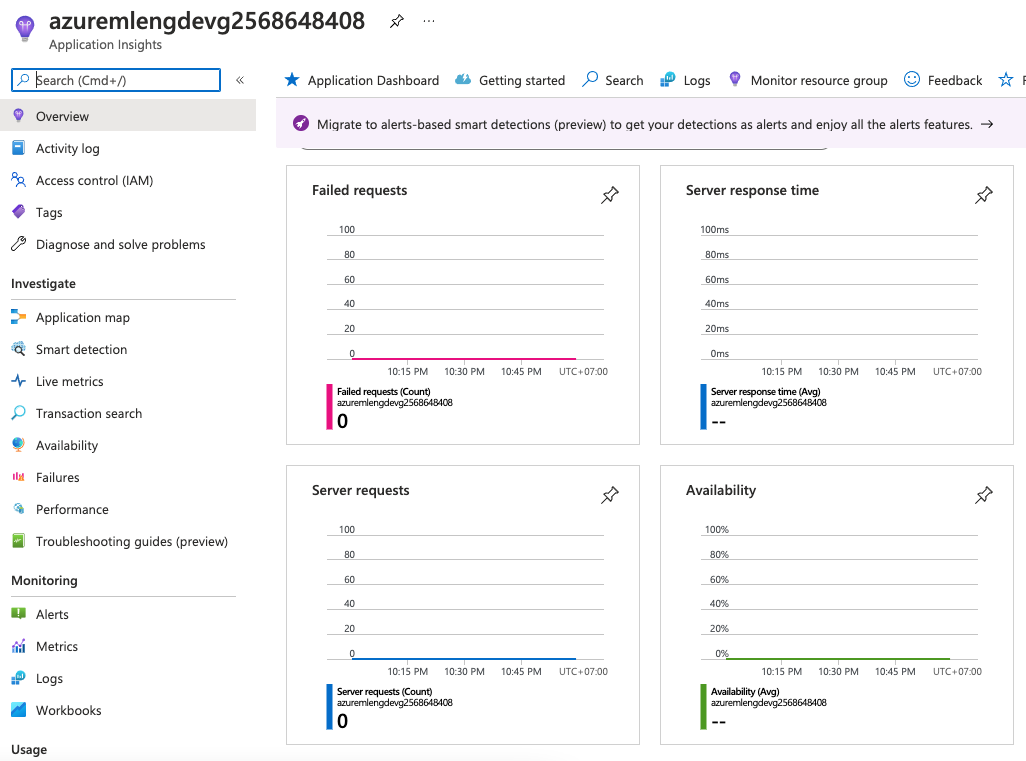 azuremlengdevg2568648408
Application Insights
Search (Cmd+/)
Overview
Activity log
Access control (IAM)
Tags
Diagnose and solve problems
Investigate
Application map
Smart detection
Live metrics
Transaction search
Availability
Failures
Performance
Troubleshooting guides (preview)
Monitoring
Alerts
Metrics
Logs
Workbooks
Usage
Application Dashboard Getting started Search Logs Monitor resource group Feedback
Migrate to alerts-based smart detections (preview) to get your detections as alerts and enjoy all the alerts features. →
Failed requests
100
80
60
40
20
0
10:15 PM 10:30 PM 10:45 PM UTC+07:00
Failed requests (Count)
azuremlengdevg2568648408
0
Server response time
100ms
80ms
60ms
40ms
20ms
0ms
10:15 PM 10:30 PM 10:45 PM UTC+07:00
Server response time (Avg)
azuremlengdevg2568648408
--
Server requests
100
80
60
40
20
0
10:15 PM 10:30 PM 10:45 PM UTC+07:00
Server requests (Count)
azuremlengdevg2568648408
0
Availability
100%
80%
60%
40%
20%
0%
10:15 PM 10:30 PM 10:45 PM UTC+07:00
Availability (Avg)
azuremlengdevg2568648408
--